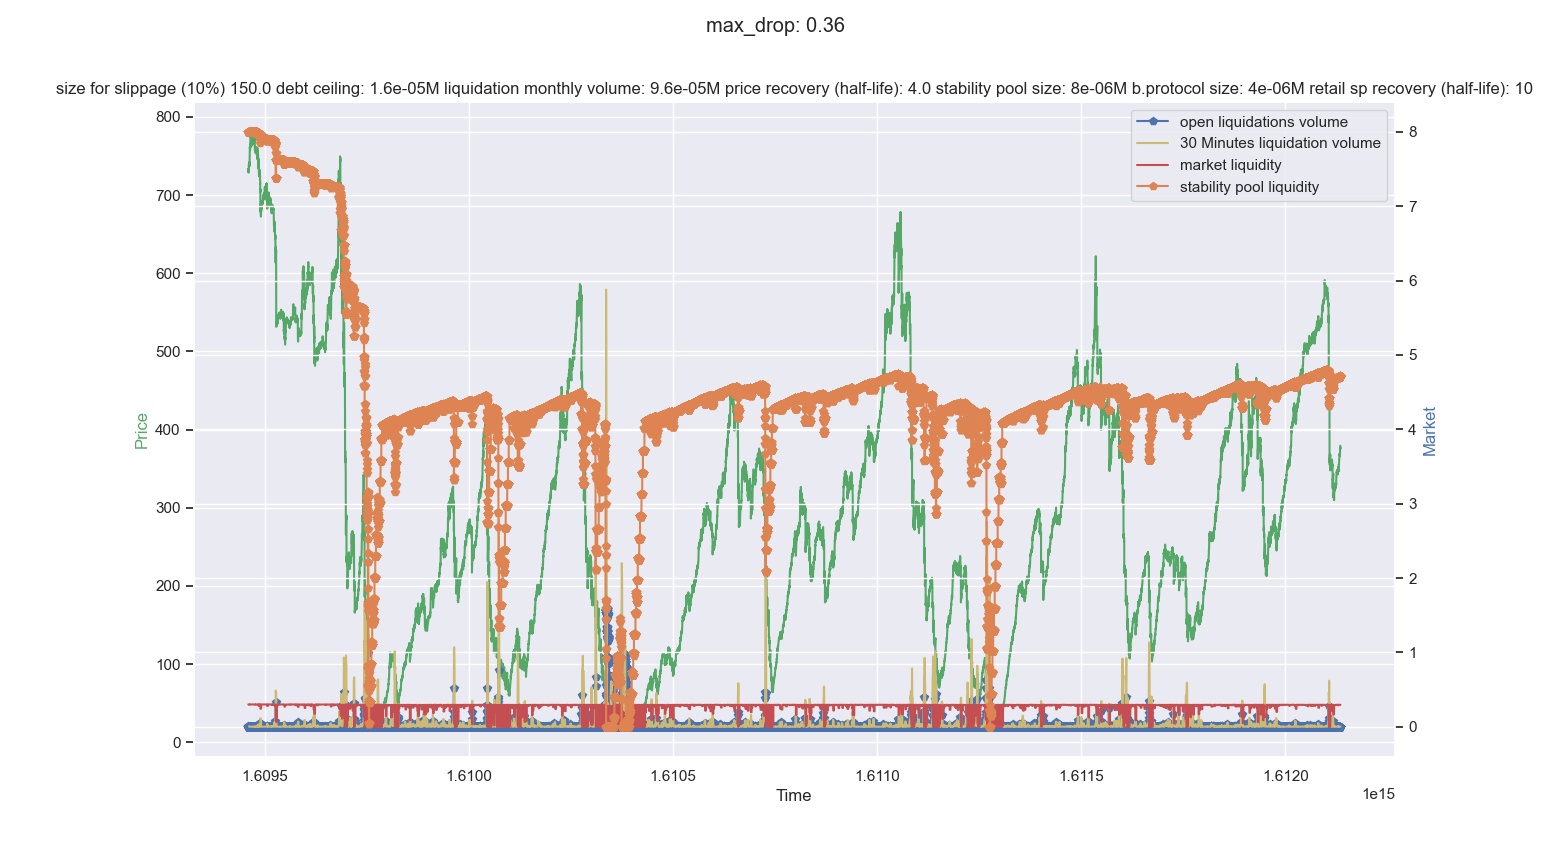 max_drop: 0.36
size for slippage (10%) 150.0 debt ceiling: 1.6e-05M liquidation monthly volume: 9.6e-05M price recovery (half-life): 4.0 stability pool size: 8e-06M b.protocol size: 4e-06M retail sp recovery (half-life): 10
open liquidations volume
30 Minutes liquidation volume
market liquidity
stability pool liquidity
800
700
600
500
400
300
200
100
0
Price
8
7
6
5
4
3
2
1
0
Market
1.6095 1.6100 1.6105 1.6110 1.6115 1.6120
Time
1e15